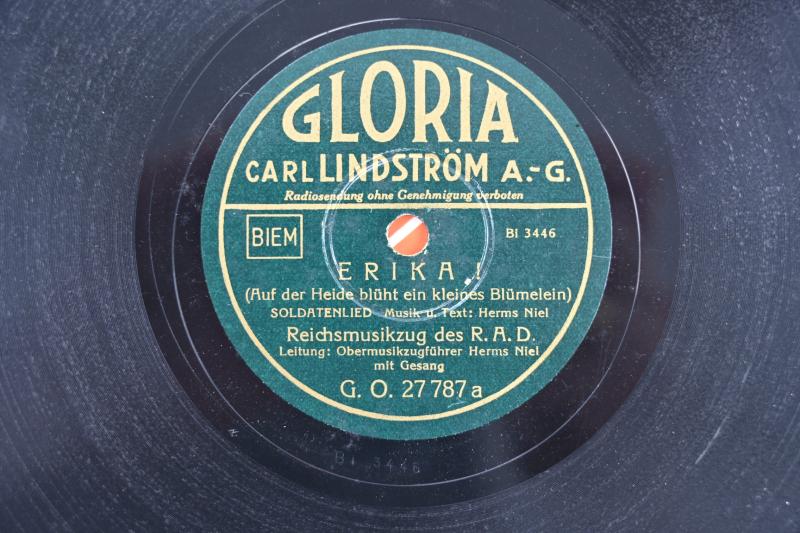 GLORIA
CARL LINDSTRÖM A.-G.
Radiosendung ohne Genehmigung verboten
BIEM
BI 3446
ERIKA!
(Auf der Heide blüht ein kleines Blümelein)
SOLDATENLIED Musik u. Text: Herms Niel
Reichsmusikzug des R.A.D.
Leitung: Obermusikzugführer Herms Niel
mit Gesang
G. O. 27 787 a
BI 3446